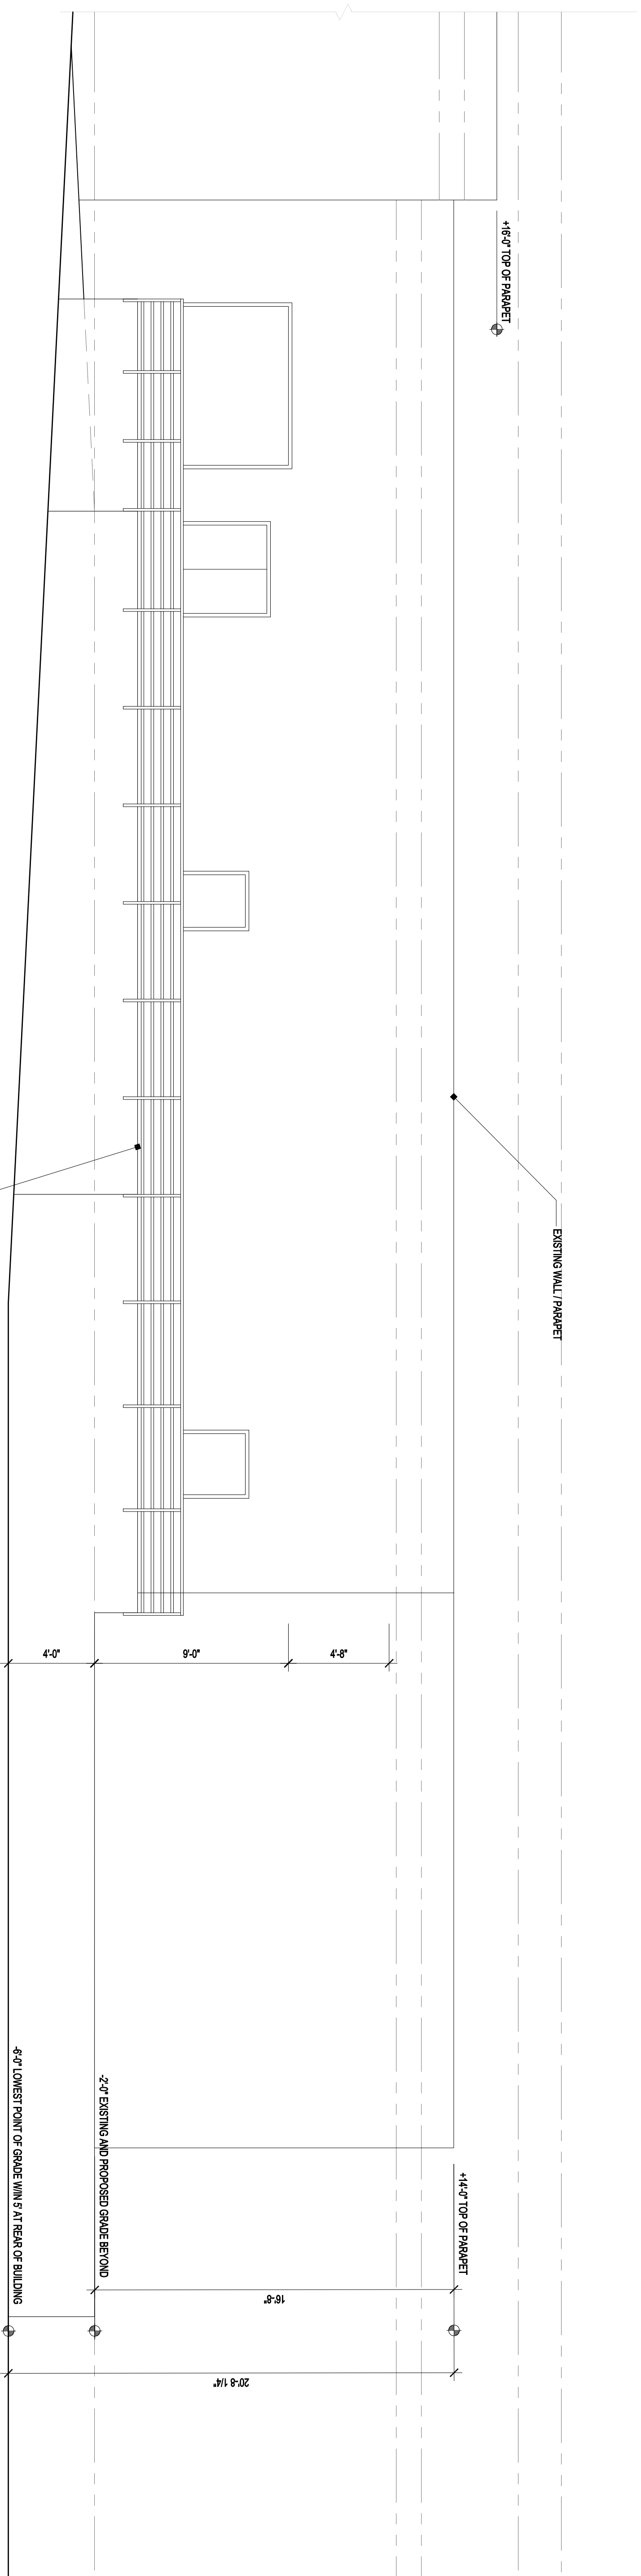 +16'-0" TOP OF PARAPET
EXISTING WALL / PARAPET
4'-0"
9'-0"
4'-8"
-6'-0" LOWEST POINT OF GRADE W/IN 5' AT REAR OF BUILDING
-2'-0" EXISTING AND PROPOSED GRADE BEYOND
+14'-0" TOP OF PARAPET
16'-8"
20'-8 1/4"